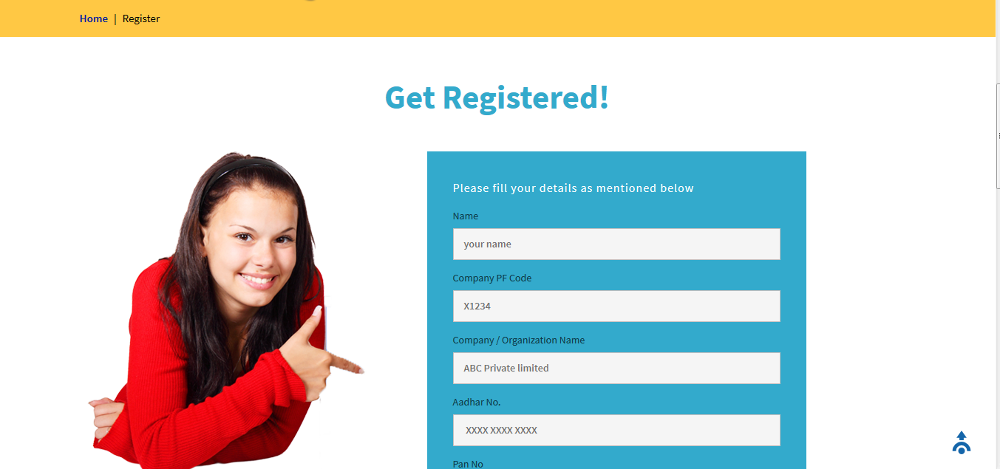 Home | Register
Get Registered!
Please fill your details as mentioned below
Name
your name
Company PF Code
X1234
Company / Organization Name
ABC Private limited
Aadhar No.
XXXX XXXX XXXX
Pan No